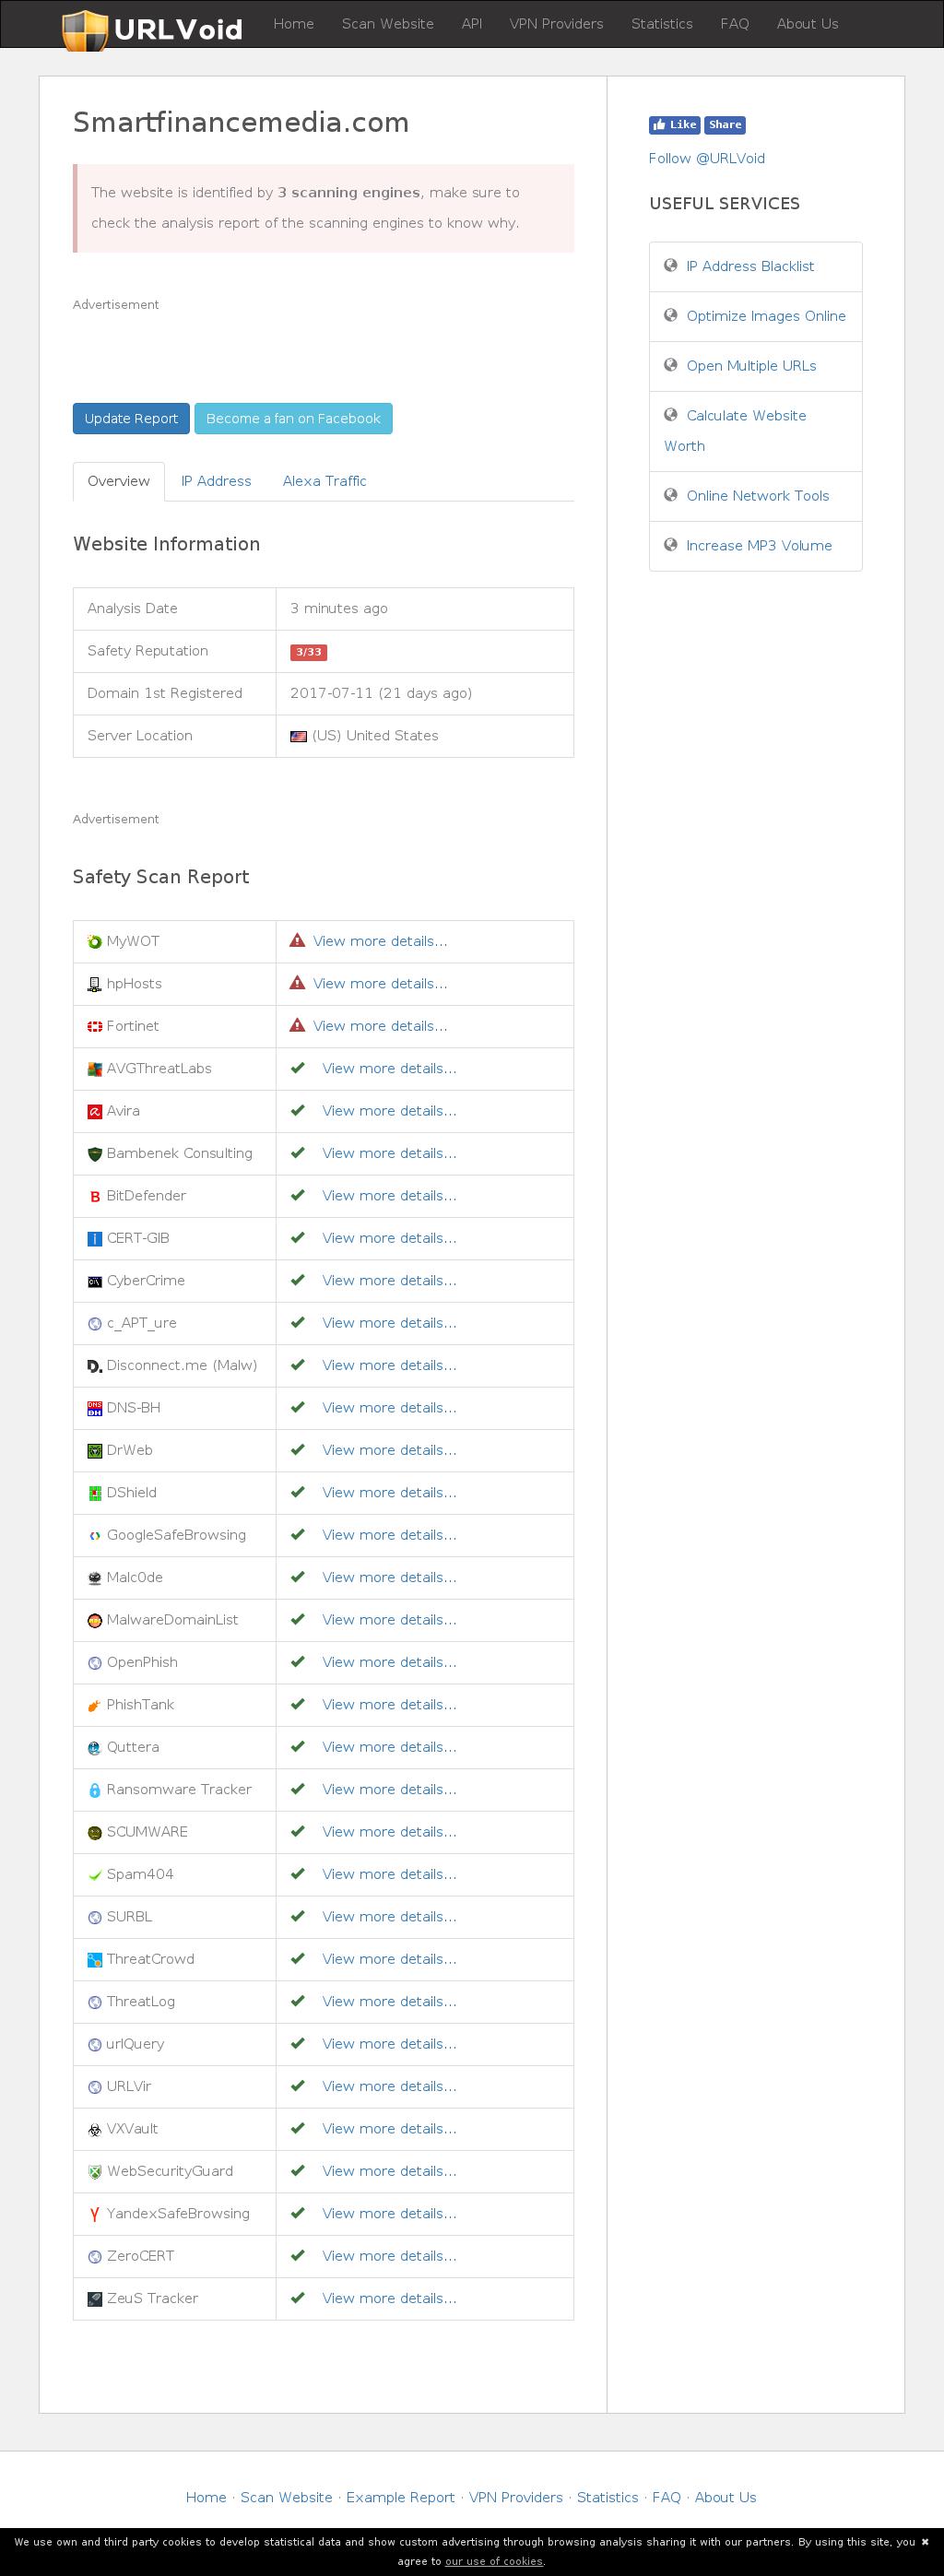 URLVoid Home Scan Website API VPN Providers Statistics FAQ About Us
Smartfinancemedia.com
The website is identified by 3 scanning engines, make sure to
check the analysis report of the scanning engines to know why.
Advertisement
Update Report Become a fan on Facebook
Overview IP Address Alexa Traffic
Website Information
Analysis Date 3 minutes ago
Safety Reputation 3/33
Domain 1st Registered 2017-07-11 (21 days ago)
Server Location (US) United States
Advertisement
Safety Scan Report
MyWOT View more details...
hpHosts View more details...
Fortinet View more details...
AVGThreatLabs View more details...
Avira View more details...
Bambenek Consulting View more details...
BitDefender View more details...
CERT-GIB View more details...
CyberCrime View more details...
c_APT_ure View more details...
Disconnect.me (Malw) View more details...
DNS-BH View more details...
DrWeb View more details...
DShield View more details...
GoogleSafeBrowsing View more details...
Malc0de View more details...
MalwareDomainList View more details...
OpenPhish View more details...
PhishTank View more details...
Quttera View more details...
Ransomware Tracker View more details...
SCUMWARE View more details...
Spam404 View more details...
SURBL View more details...
ThreatCrowd View more details...
ThreatLog View more details...
urlQuery View more details...
URLVir View more details...
VXVault View more details...
WebSecurityGuard View more details...
YandexSafeBrowsing View more details...
ZeroCERT View more details...
ZeuS Tracker View more details...
Like Share
Follow @URLVoid
USEFUL SERVICES
IP Address Blacklist
Optimize Images Online
Open Multiple URLs
Calculate Website
Worth
Online Network Tools
Increase MP3 Volume
Home · Scan Website · Example Report · VPN Providers · Statistics · FAQ · About Us
We use own and third party cookies to develop statistical data and show custom advertising through browsing analysis sharing it with our partners. By using this site, you ✖
agree to our use of cookies.